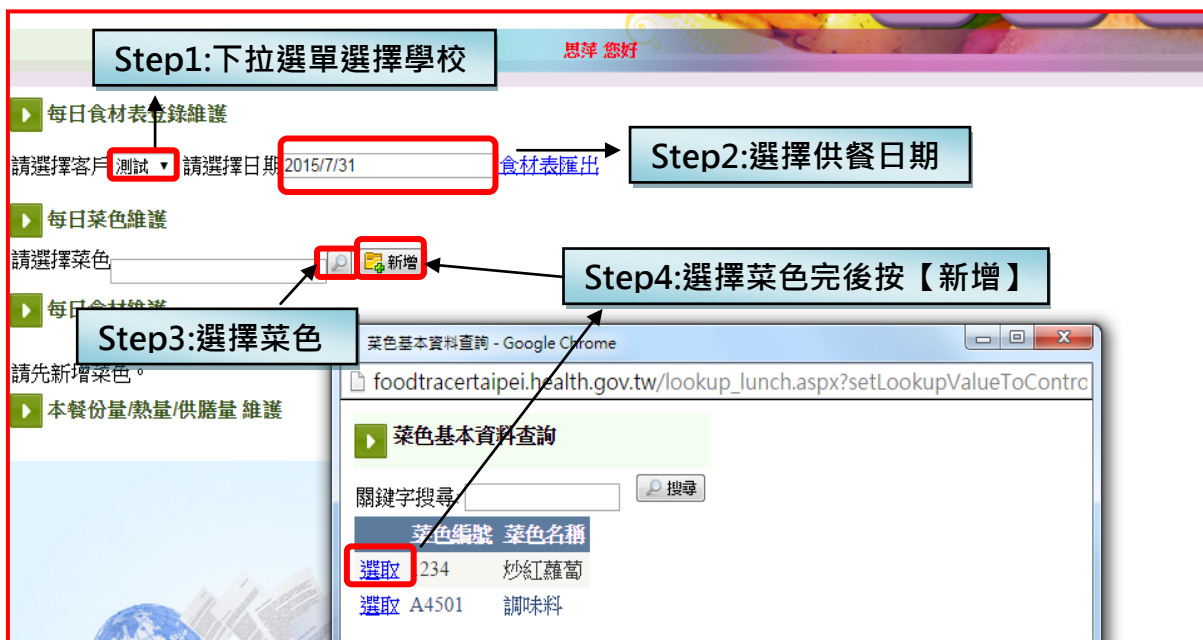 思萍 您好
Step1:下拉選單選擇學校
每日食材表登錄維護
請選擇客戶 測試 請選擇日期 2015/7/31 食材表匯出
Step2:選擇供餐日期
每日菜色維護
請選擇菜色 新增
Step4:選擇菜色完後按【新增】
每日食材維護
Step3:選擇菜色
請先新增菜色。
本餐份量/熱量/供膳量 維護
菜色基本資料查詢 - Google Chrome
foodtracertaipei.health.gov.tw/lookup_lunch.aspx?setLookupValueToContro
菜色基本資料查詢
關鍵字搜尋: 搜尋
菜色編號 菜色名稱
選取 234 炒紅蘿蔔
選取 A4501 調味料